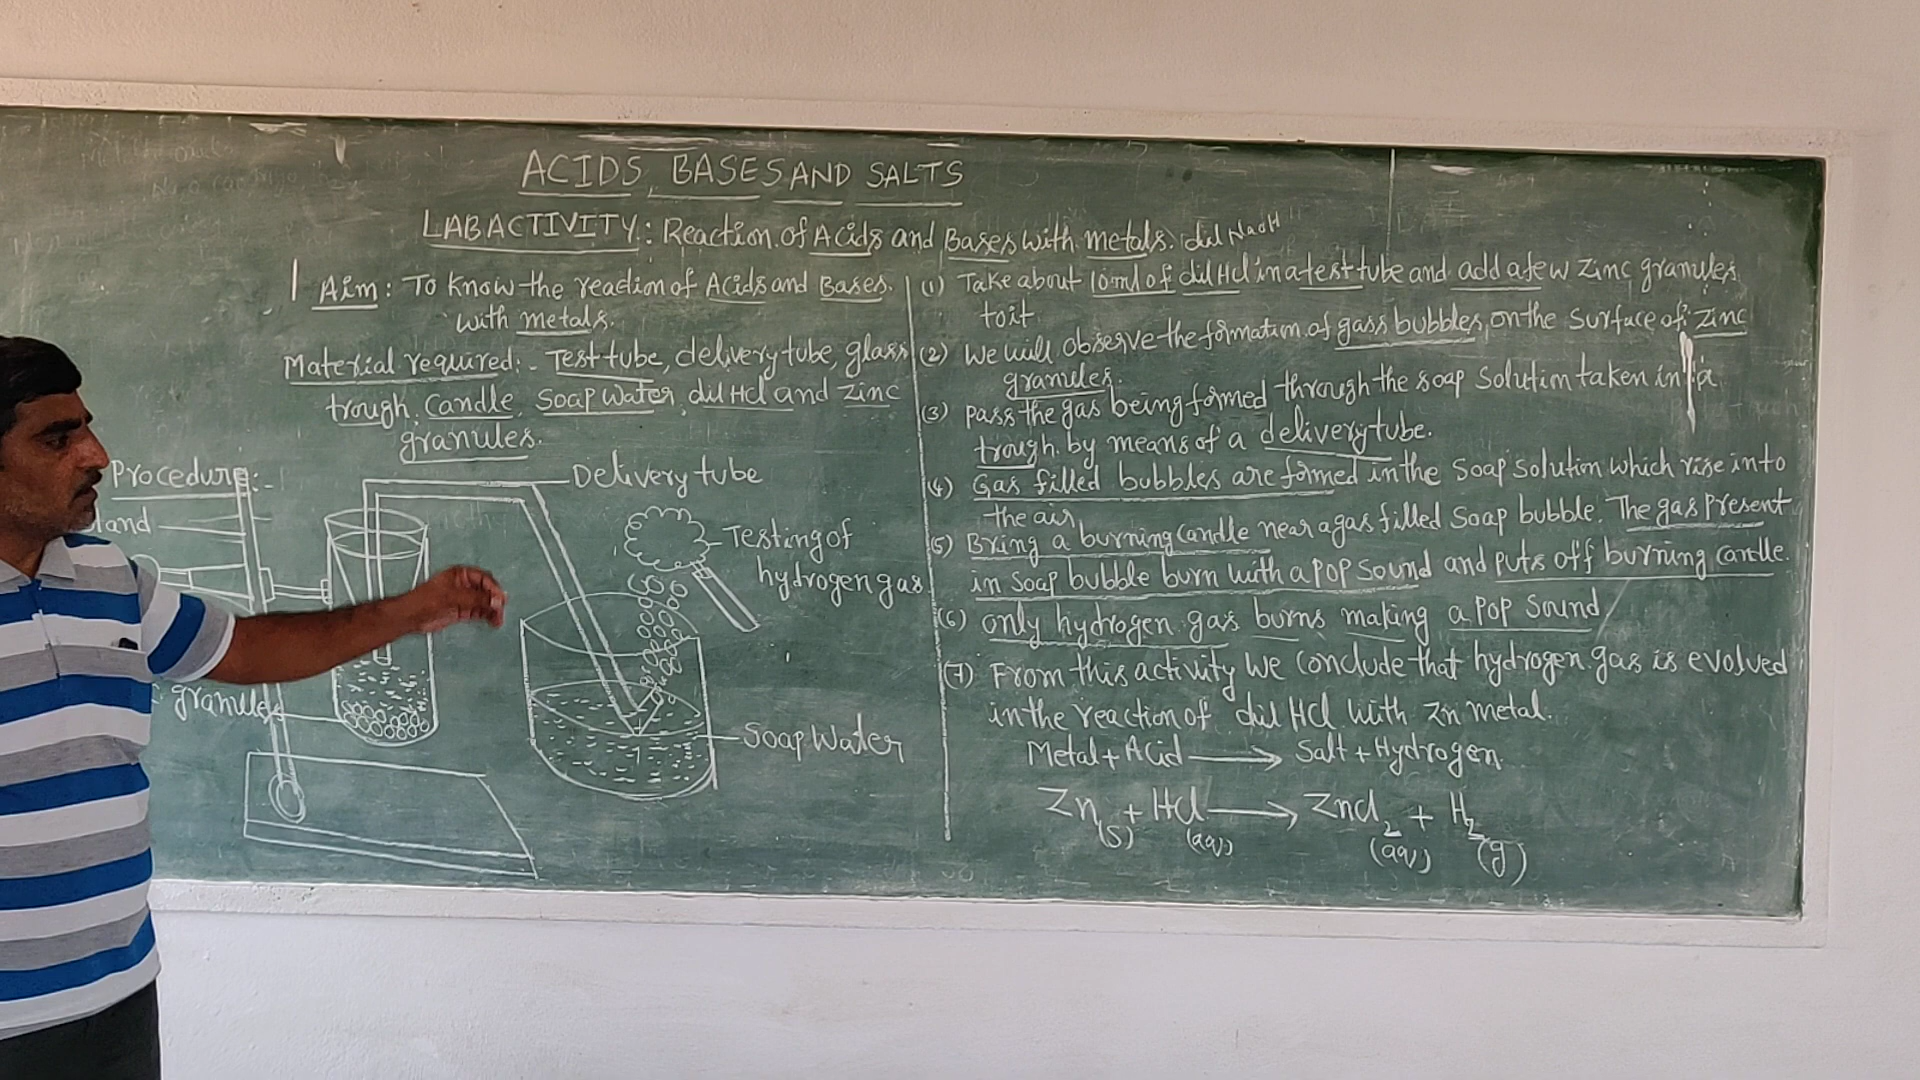 ACIDS, BASES AND SALTS
LAB ACTIVITY: Reaction of Acids and Bases with metals. dil NaOH
Aim: To know the reaction of Acids and Bases.
with metals.
Material required:- Test tube, delivery tube, glass
trough, Candle, Soap Water, dil Hcl and Zinc
granules.
Procedure:-
Delivery tube
Testing of
hydrogen gas
granules
Soap Water
(1) Take about 10ml of dil Hcl in a test tube and add a few Zinc granules
to it.
(2) We will observe the formation of gass bubbles, on the surface of Zinc
granules.
(3) pass the gas being formed through the soap solution taken in a
trough by means of a delivery tube.
(4) Gas filled bubbles are formed in the soap solution which rise into
the air.
(5) Bring a burning candle near a gas filled soap bubble. The gas present
in soap bubble burn with a pop sound and puts off burning candle.
(6) only hydrogen gas burns making a pop sound
(7) From this activity we conclude that hydrogen gas is evolved
in the reaction of dil HCl with Zn metal.
Metal + Acid ⟶ Salt + Hydrogen
Zn(s) + Hcl(aq) ⟶ Zncl2(aq) + H2(g)